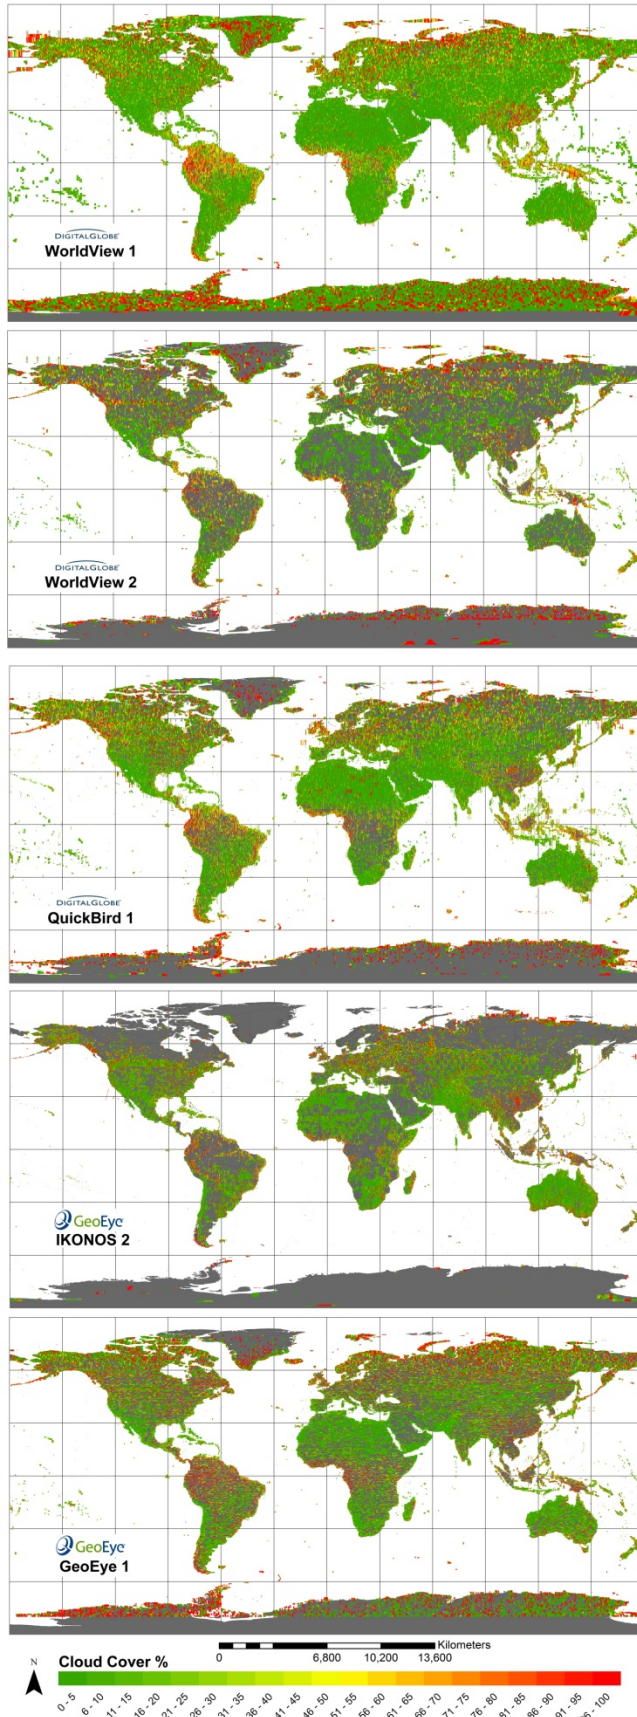 DIGITALGLOBE
WorldView 1
DIGITALGLOBE
WorldView 2
DIGITALGLOBE
QuickBird 1
GeoEye
IKONOS 2
GeoEye
GeoEye 1
Kilometers
0 6,800 10,200 13,600
N
Cloud Cover %
0 - 5 6 - 10 11 - 15 16 - 20 21 - 25 26 - 30 31 - 35 36 - 40 41 - 45 46 - 50 51 - 55 56 - 60 61 - 65 66 - 70 71 - 75 76 - 80 81 - 85 86 - 90 91 - 95 96 - 100